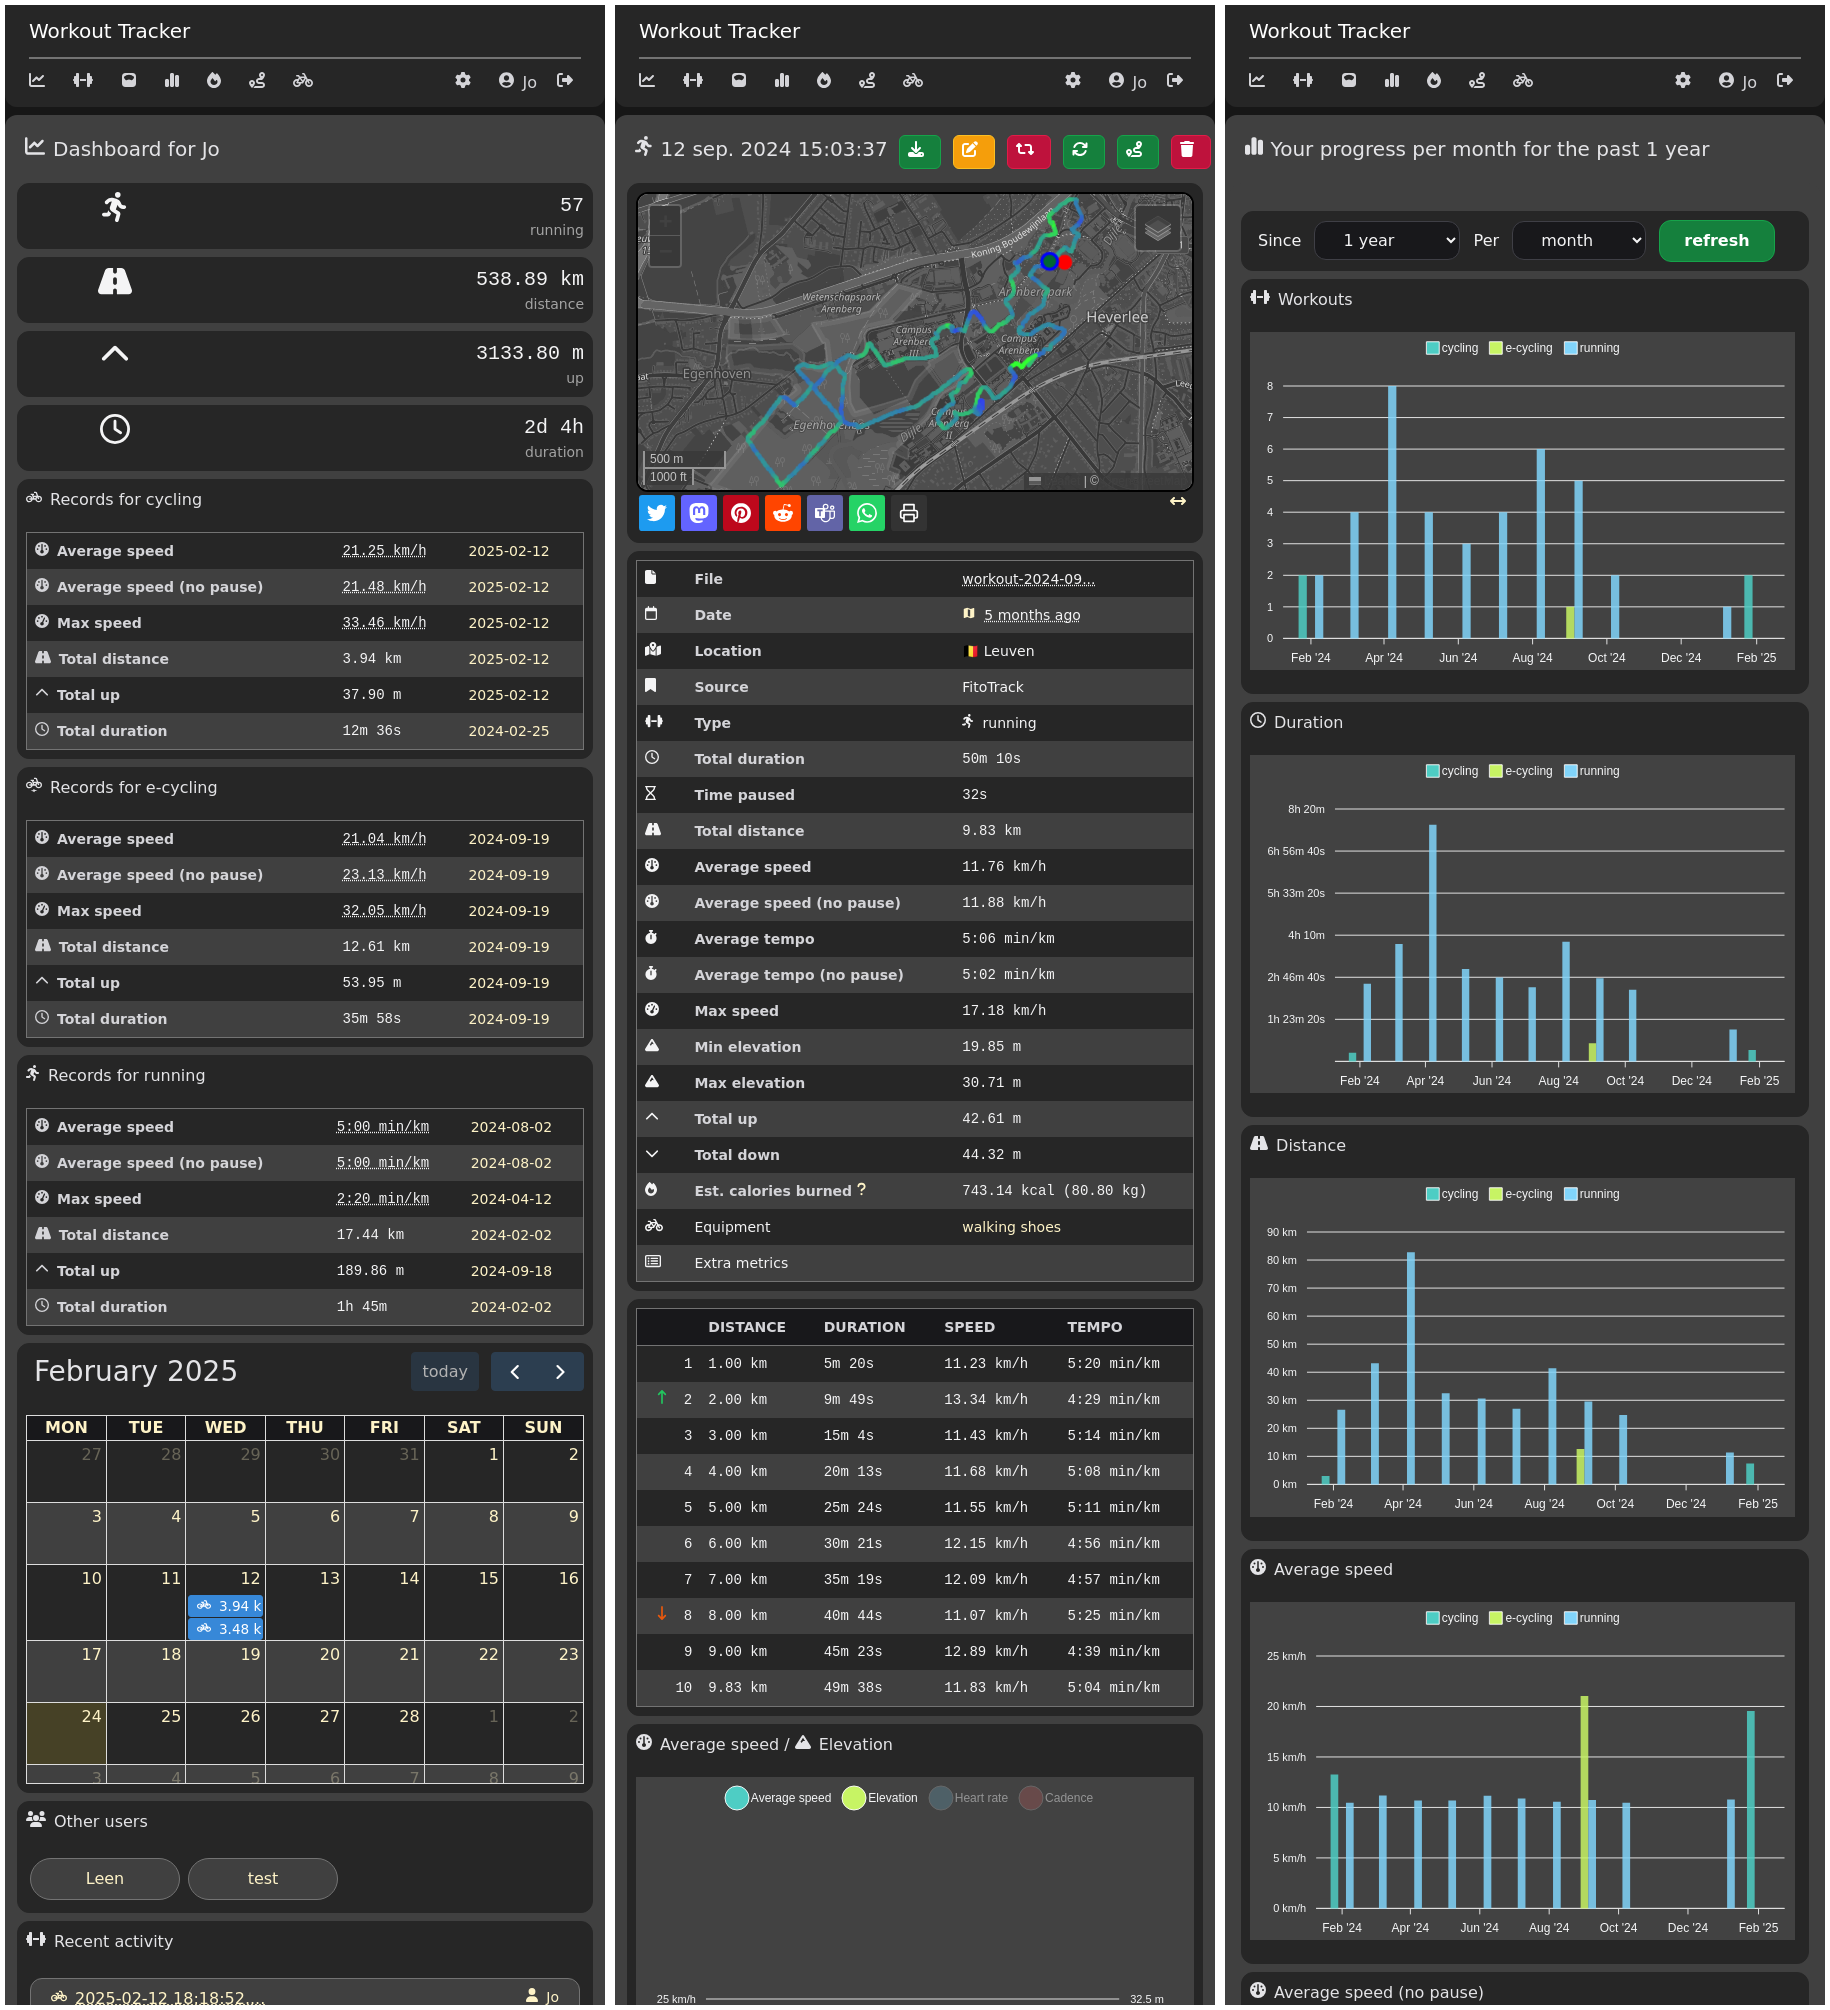 Workout Tracker
Jo
Dashboard for Jo
57
running
538.89 km
distance
3133.80 m
up
2d 4h
duration
Records for cycling
Average speed 21.25 km/h 2025-02-12
Average speed (no pause) 21.48 km/h 2025-02-12
Max speed 33.46 km/h 2025-02-12
Total distance 3.94 km 2025-02-12
Total up 37.90 m 2025-02-12
Total duration 12m 36s 2024-02-25
Records for e-cycling
Average speed 21.04 km/h 2024-09-19
Average speed (no pause) 23.13 km/h 2024-09-19
Max speed 32.05 km/h 2024-09-19
Total distance 12.61 km 2024-09-19
Total up 53.95 m 2024-09-19
Total duration 35m 58s 2024-09-19
Records for running
Average speed 5:00 min/km 2024-08-02
Average speed (no pause) 5:00 min/km 2024-08-02
Max speed 2:20 min/km 2024-04-12
Total distance 17.44 km 2024-02-02
Total up 189.86 m 2024-09-18
Total duration 1h 45m 2024-02-02
February 2025 today
MON TUE WED THU FRI SAT SUN
27 28 29 30 31 1 2
3 4 5 6 7 8 9
10 11 12 13 14 15 16
3.94 k
3.48 k
17 18 19 20 21 22 23
24 25 26 27 28 1 2
3 4 5 6 7 8 9
Other users
Leen test
Recent activity
2025-02-12 18:18:52... Jo
Workout Tracker
Jo
12 sep. 2024 15:03:37
Koning Boudewijnlaan
Arenbergpark
Wetenschapspark
Arenberg
Heverlee
Campus
Arenberg
III
Campus
Arenberg
Egenhoven
Campus
Arenberg
II
Egenhovenbos
Dijle
500 m
1000 ft
| ©
File workout-2024-09...
Date 5 months ago
Location Leuven
Source FitoTrack
Type running
Total duration 50m 10s
Time paused 32s
Total distance 9.83 km
Average speed 11.76 km/h
Average speed (no pause) 11.88 km/h
Average tempo 5:06 min/km
Average tempo (no pause) 5:02 min/km
Max speed 17.18 km/h
Min elevation 19.85 m
Max elevation 30.71 m
Total up 42.61 m
Total down 44.32 m
Est. calories burned ? 743.14 kcal (80.80 kg)
Equipment walking shoes
Extra metrics
DISTANCE DURATION SPEED TEMPO
1 1.00 km 5m 20s 11.23 km/h 5:20 min/km
↑ 2 2.00 km 9m 49s 13.34 km/h 4:29 min/km
3 3.00 km 15m 4s 11.43 km/h 5:14 min/km
4 4.00 km 20m 13s 11.68 km/h 5:08 min/km
5 5.00 km 25m 24s 11.55 km/h 5:11 min/km
6 6.00 km 30m 21s 12.15 km/h 4:56 min/km
7 7.00 km 35m 19s 12.09 km/h 4:57 min/km
↓ 8 8.00 km 40m 44s 11.07 km/h 5:25 min/km
9 9.00 km 45m 23s 12.89 km/h 4:39 min/km
10 9.83 km 49m 38s 11.83 km/h 5:04 min/km
Average speed / Elevation
Average speed Elevation Heart rate Cadence
25 km/h 32.5 m
Workout Tracker
Jo
Your progress per month for the past 1 year
Since 1 year Per month refresh
Workouts
cycling e-cycling running
8
7
6
5
4
3
2
1
0
Feb '24 Apr '24 Jun '24 Aug '24 Oct '24 Dec '24 Feb '25
Duration
cycling e-cycling running
8h 20m
6h 56m 40s
5h 33m 20s
4h 10m
2h 46m 40s
1h 23m 20s
Feb '24 Apr '24 Jun '24 Aug '24 Oct '24 Dec '24 Feb '25
Distance
cycling e-cycling running
90 km
80 km
70 km
60 km
50 km
40 km
30 km
20 km
10 km
0 km
Feb '24 Apr '24 Jun '24 Aug '24 Oct '24 Dec '24 Feb '25
Average speed
cycling e-cycling running
25 km/h
20 km/h
15 km/h
10 km/h
5 km/h
0 km/h
Feb '24 Apr '24 Jun '24 Aug '24 Oct '24 Dec '24 Feb '25
Average speed (no pause)